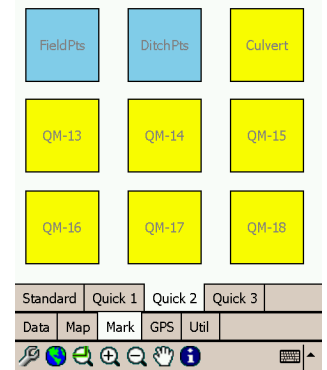 FieldPts DitchPts Culvert
QM-13 QM-14 QM-15
QM-16 QM-17 QM-18
Standard Quick 1 Quick 2 Quick 3
Data Map Mark GPS Util